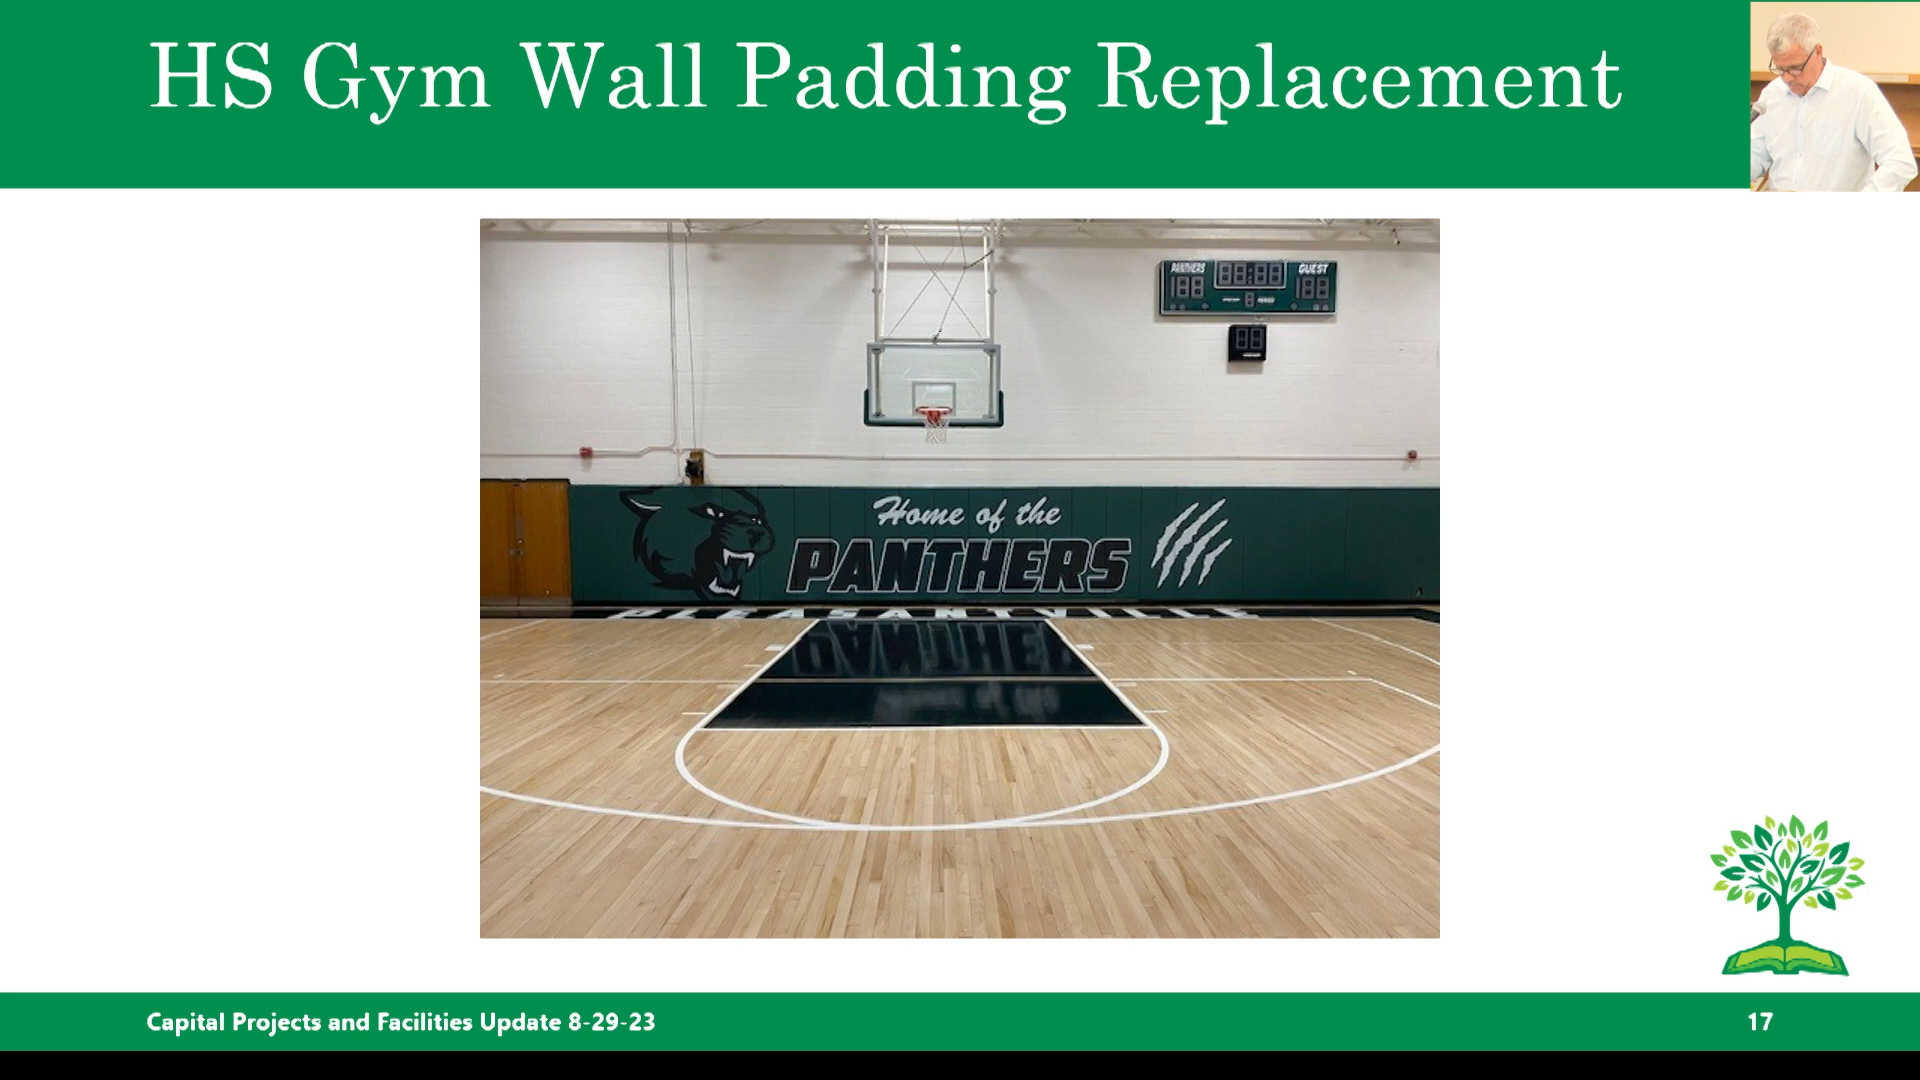 HS Gym Wall Padding Replacement
PANTHERS
GUEST
Home of the
PANTHERS
PLEASANTVILLE
Capital Projects and Facilities Update 8-29-23
17